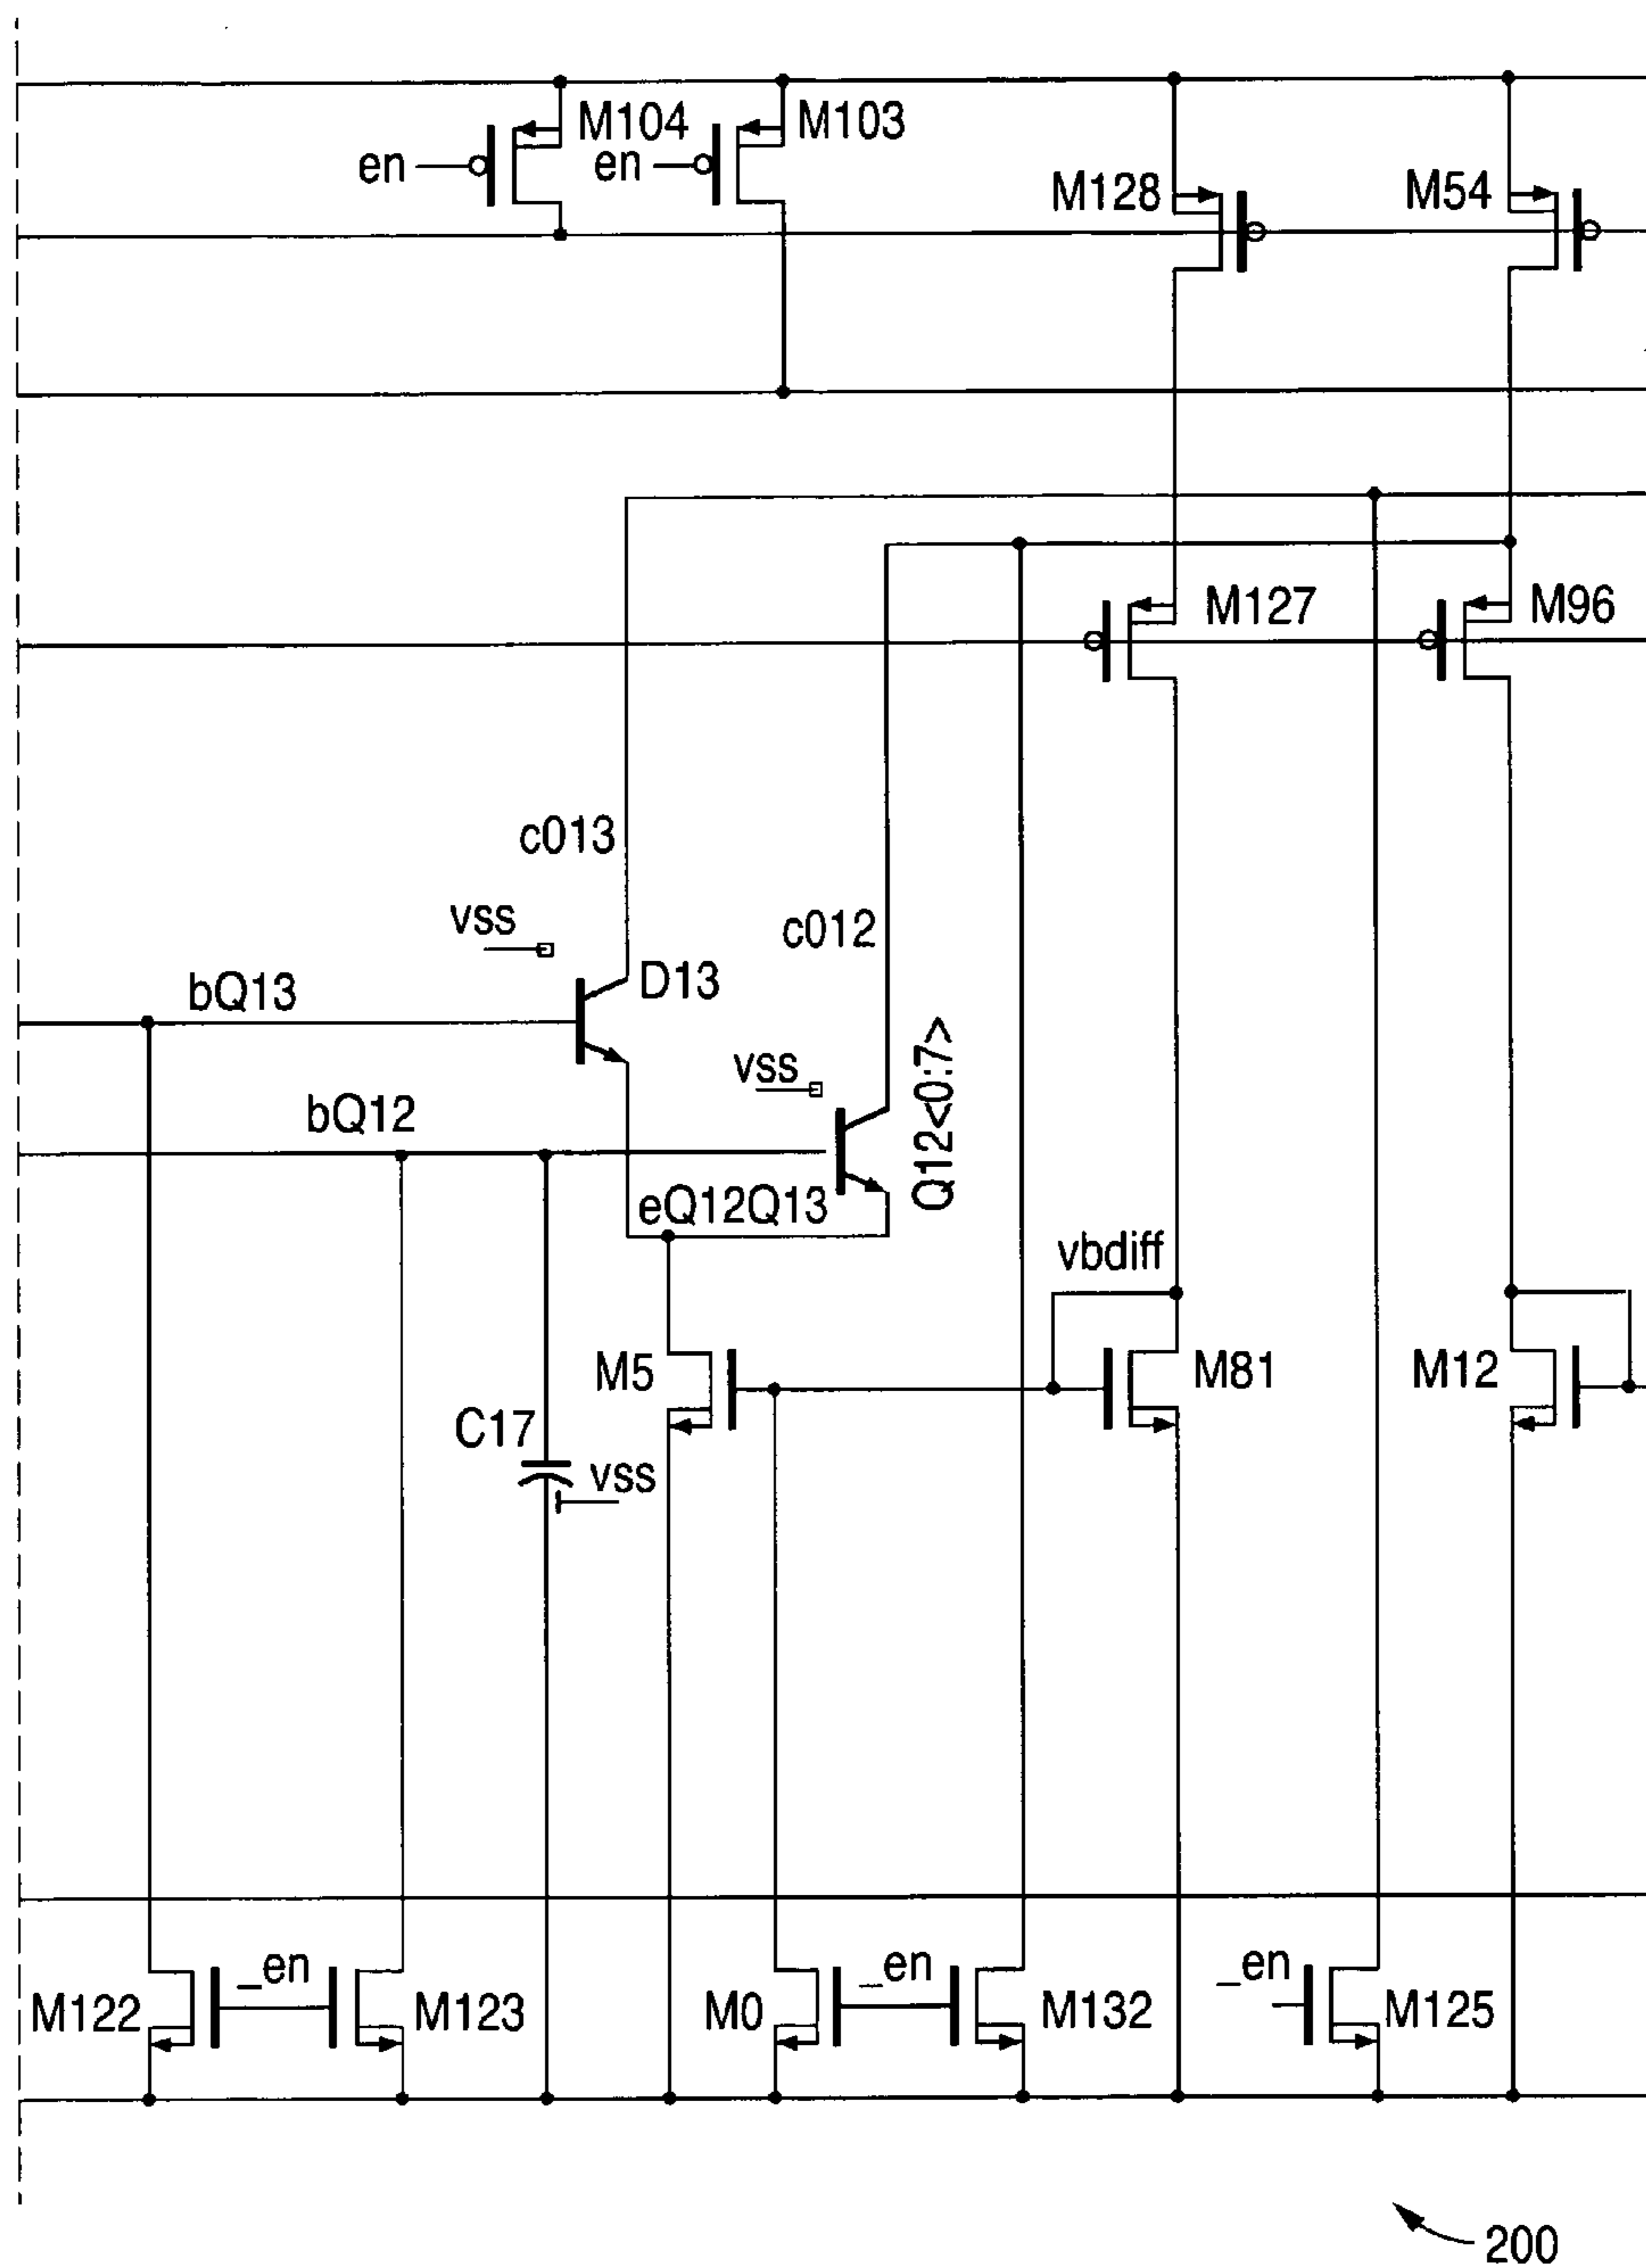 M104
M103
en
en
M128
M54
M127
M96
c013
vss
c012
bQ13
D13
vss
Q12<0:7>
bQ12
eQ12Q13
vbdiff
M5
M81
M12
C17
vss
_en
_en
_en
M122
M123
M0
M132
M125
200